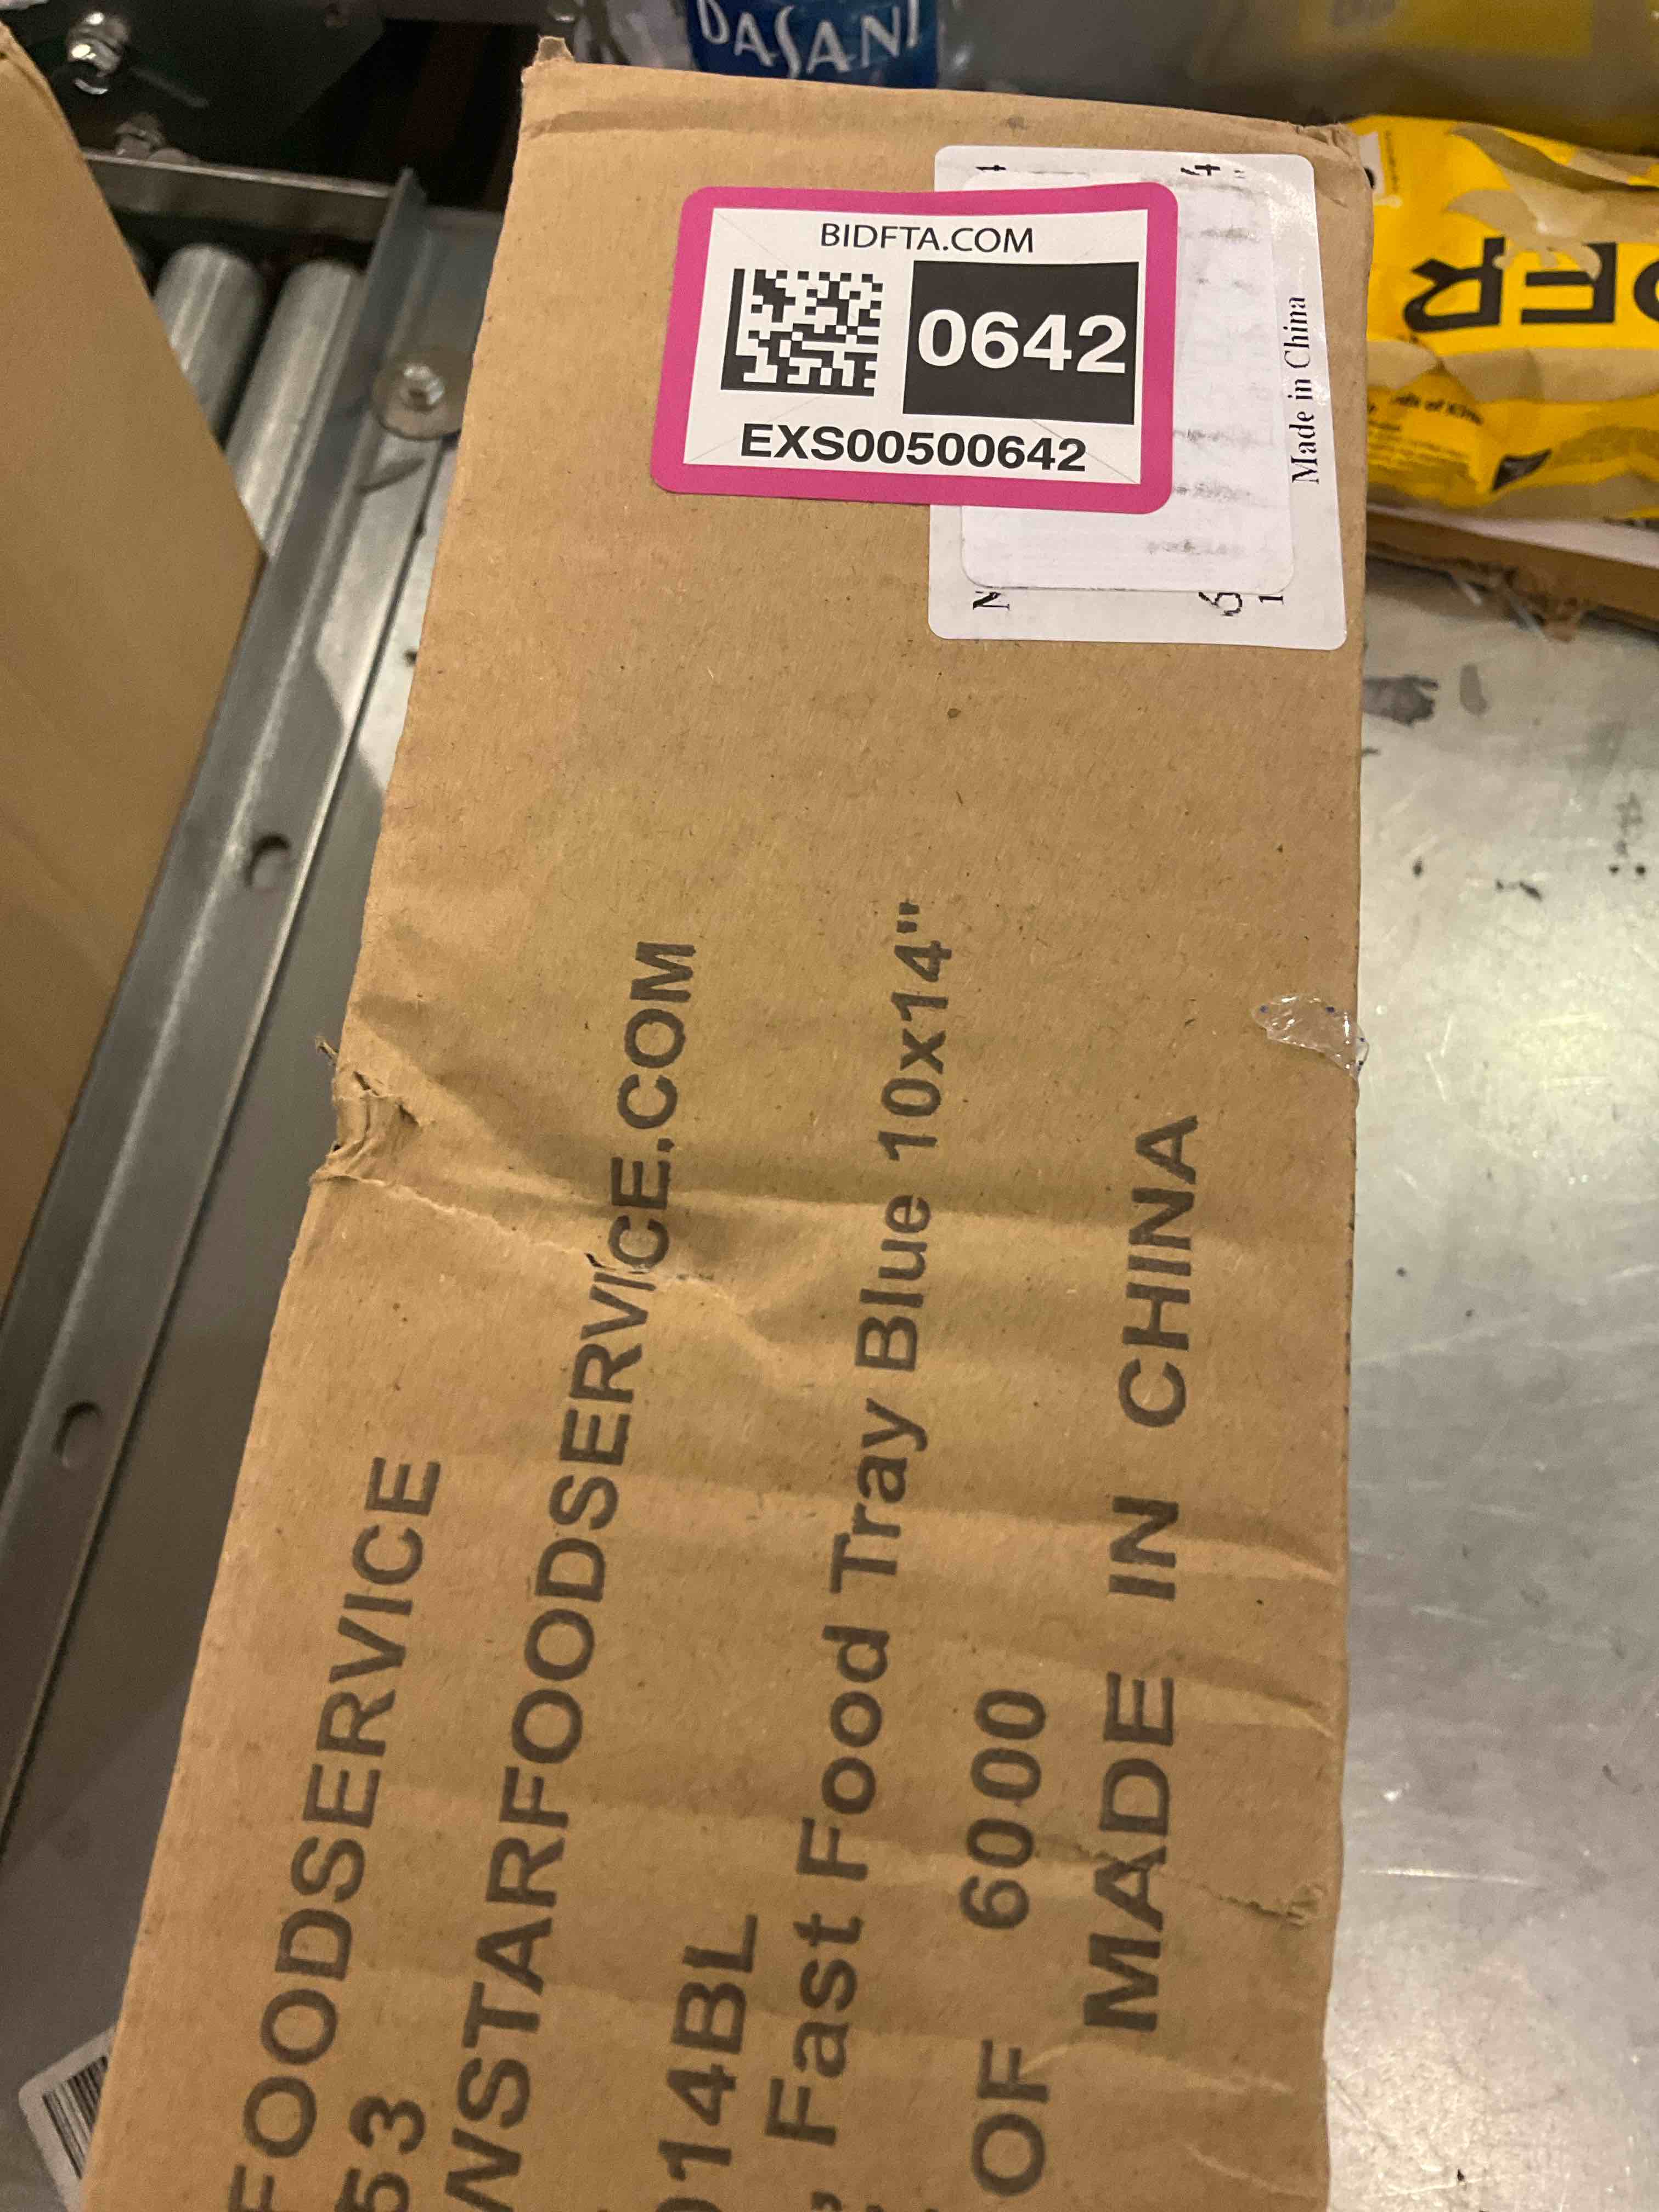 DASANI
BIDFTA.COM
0642
EXS00500642
Made in China
FOODSERVICE
53
WSTARFOODSERVICE.COM
014BL
, Fast Food Tray Blue 10x14"
OF 6000
MADE IN CHINA